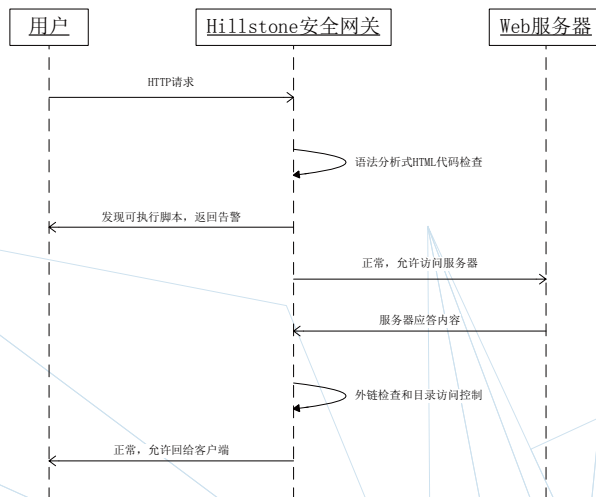 用户
Hillstone安全网关
Web服务器
HTTP请求
语法分析式HTML代码检查
发现可执行脚本，返回告警
正常，允许访问服务器
服务器应答内容
外链检查和目录访问控制
正常，允许回给客户端